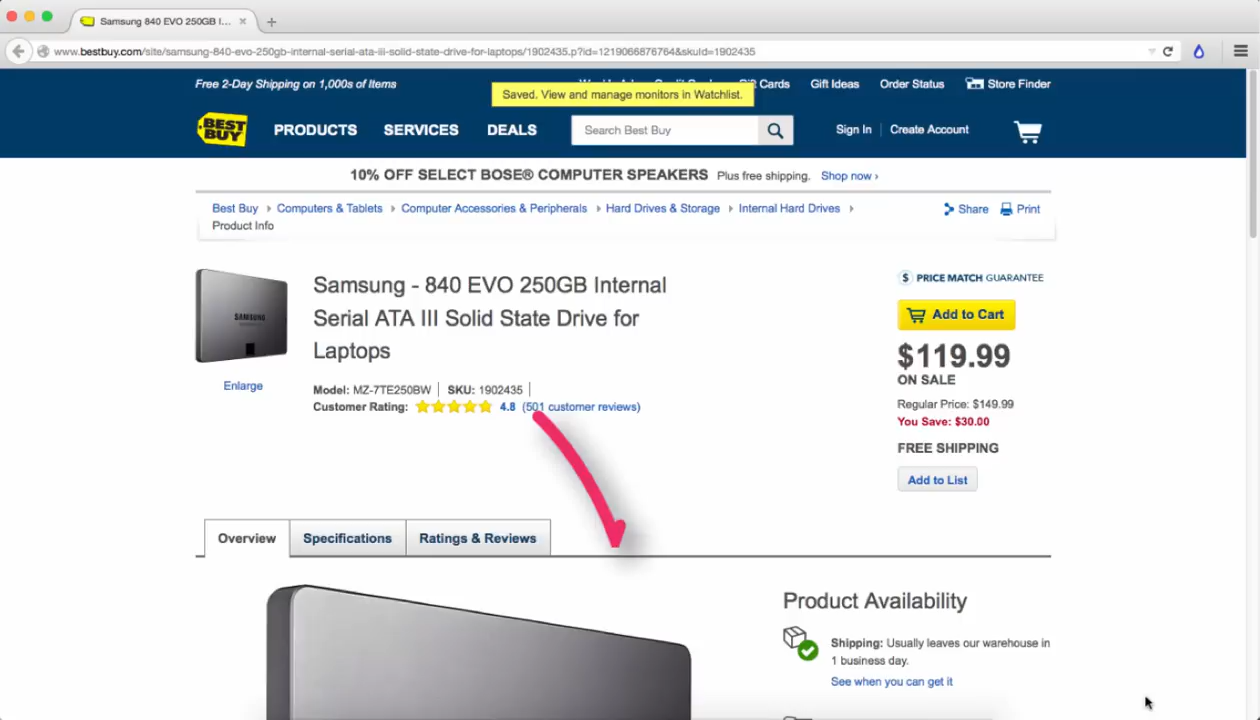 Samsung 840 EVO 250GB I...
www.bestbuy.com/site/samsung-840-evo-250gb-internal-serial-ata-iii-solid-state-drive-for-laptops/1902435.p?id=1219066876764&skuId=1902435
Free 2-Day Shipping on 1,000s of Items
Cards
Gift Ideas
Order Status
Store Finder
Saved. View and manage monitors in Watchlist.
BEST BUY
PRODUCTS
SERVICES
DEALS
Search Best Buy
Sign In
Create Account
10% OFF SELECT BOSE® COMPUTER SPEAKERS Plus free shipping. Shop now ›
Best Buy
Computers & Tablets
Computer Accessories & Peripherals
Hard Drives & Storage
Internal Hard Drives
Share
Print
Product Info
SAMSUNG
Enlarge
Samsung - 840 EVO 250GB Internal
Serial ATA III Solid State Drive for
Laptops
Model: MZ-7TE250BW
SKU: 1902435
Customer Rating: 4.8 (501 customer reviews)
$ PRICE MATCH GUARANTEE
Add to Cart
$119.99
ON SALE
Regular Price: $149.99
You Save: $30.00
FREE SHIPPING
Add to List
Overview
Specifications
Ratings & Reviews
Product Availability
Shipping: Usually leaves our warehouse in
1 business day.
See when you can get it